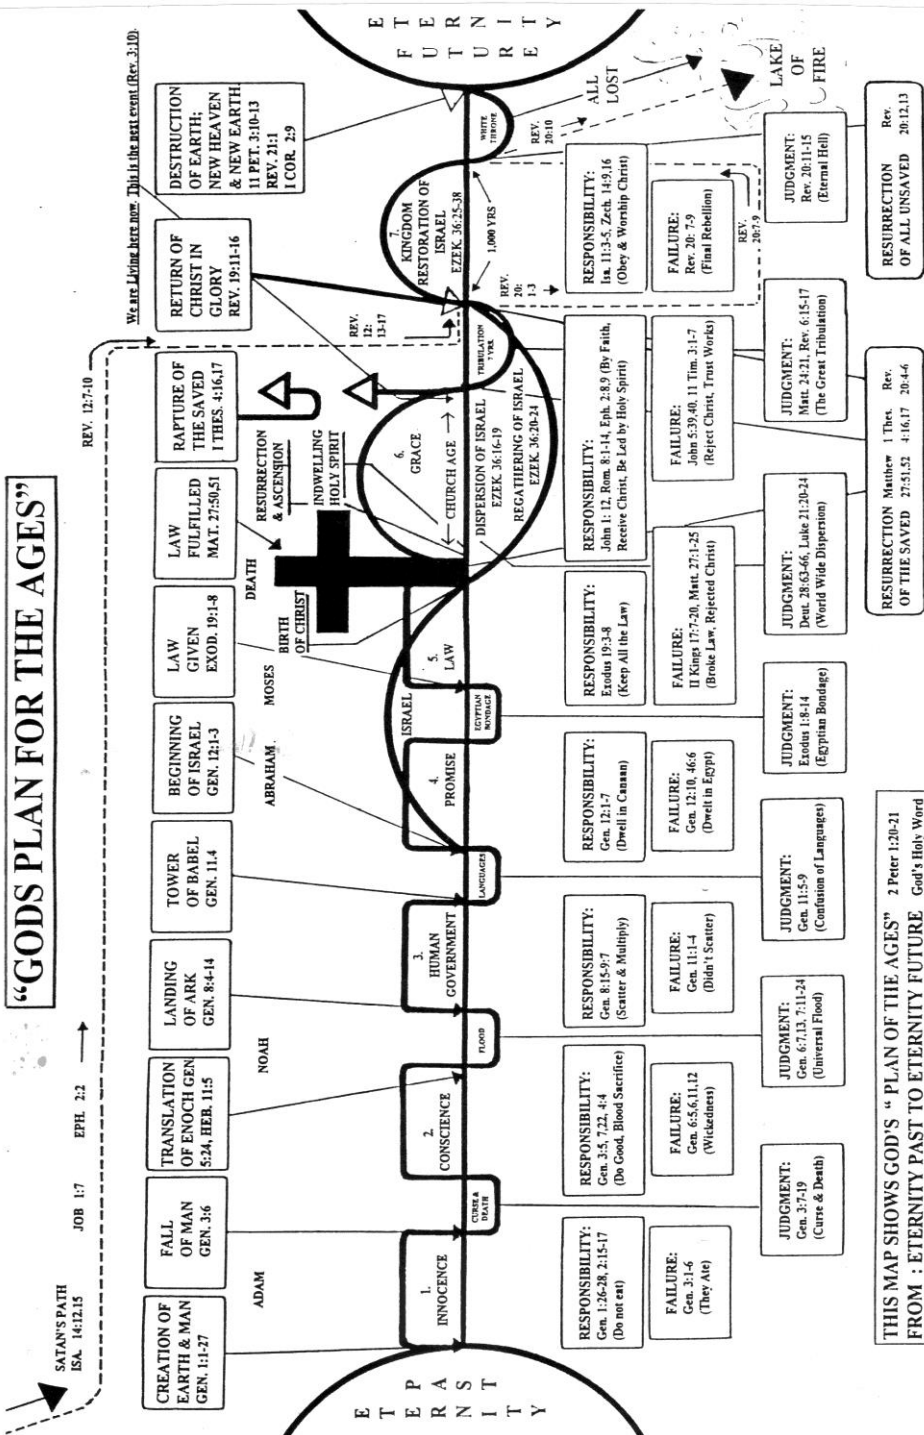 “GODS PLAN FOR THE AGES”
SATAN'S PATH
ISA. 14:12.15
JOB 1:7
EPH. 2:2
REV. 12:7-10
We are Living here now. This is the next event (Rev. 3:10).
CREATION OF
EARTH & MAN
GEN. 1:1-27
FALL
OF MAN
GEN. 3:6
TRANSLATION
OF ENOCH GEN
5:24, HEB. 11:5
LANDING
OF ARK
GEN. 8:4-14
TOWER
OF BABEL
GEN. 11.4
BEGINNING
OF ISRAEL
GEN. 12:1-3
LAW
GIVEN
EXOD. 19:1-8
LAW
FULFILLED
MAT. 27:50,51
RAPTURE OF
THE SAVED
I THES. 4:16,17
RETURN OF
CHRIST IN
GLORY
REV. 19:11-16
DESTRUCTION
OF EARTH;
NEW HEAVEN
& NEW EARTH.
11 PET. 3:10-13
REV. 21:1
I COR. 2:9
ADAM
NOAH
ABRAHAM
MOSES
DEATH
BIRTH
OF CHRIST
RESURRECTION
& ASCENSION
INDWELLING
HOLY SPIRIT
REV.
12:
13-17
ETERNITY
PAST
1.
INNOCENCE
CURSE &
DEATH
2.
CONSCIENCE
FLOOD
3.
HUMAN
GOVERNMENT
LANGUAGES
4.
PROMISE
EGYPTIAN
BONDAGE
ISRAEL
5.
LAW
6.
GRACE
CHURCH AGE
DISPERSION OF ISRAEL
EZEK. 36:16-19
REGATHERING OF ISRAEL
EZEK. 36:20-24
TRIBULATION
7 YRS
7.
KINGDOM
RESTORATION OF
ISRAEL
EZEK. 36:25-38
1,000 YRS
WHITE
THRONE
ETERNITY
FUTURE
REV.
20:
1-3
REV.
20:10
ALL
LOST
LAKE
OF
FIRE
REV.
20:7-9
RESPONSIBILITY:
Gen. 1:26-28, 2:15-17
(Do not eat)
RESPONSIBILITY:
Gen. 3:5, 7,22, 4:4
(Do Good, Blood Sacrifice)
RESPONSIBILITY:
Gen. 8:15-9:7
(Scatter & Multiply)
RESPONSIBILITY:
Gen. 12:1-7
(Dwell in Canaan)
RESPONSIBILITY:
Exodus 19:3-8
(Keep All the Law)
RESPONSIBILITY:
John 1: 12, Rom. 8:1-14, Eph. 2:8,9 (By Faith,
Receive Christ, Be Led by Holy Spirit)
RESPONSIBILITY:
Isa. 11:3-5, Zech. 14:9,16
(Obey & Worship Christ)
FAILURE:
Gen. 3:1-6
(They Ate)
FAILURE:
Gen. 6:5,6,11,12
(Wickedness)
FAILURE:
Gen. 11:1-4
(Didn't Scatter)
FAILURE:
Gen. 12:10, 46:6
(Dwelt in Egypt)
FAILURE:
II Kings 17:7-20, Matt. 27:1-25
(Broke Law, Rejected Christ)
FAILURE:
John 5:39,40, 11 Tim. 3:1-7
(Reject Christ, Trust Works)
FAILURE:
Rev. 20: 7-9
(Final Rebellion)
JUDGMENT:
Gen. 3:7-19
(Curse & Death)
JUDGMENT:
Gen. 6:7,13, 7:11-24
(Universal Flood)
JUDGMENT:
Gen. 11:5-9
(Confusion of Languages)
JUDGMENT:
Exodus 1:8-14
(Egyptian Bondage)
JUDGMENT:
Deut. 28:63-66, Luke 21:20-24
(World Wide Dispersion)
JUDGMENT:
Matt. 24:21, Rev. 6:15-17
(The Great Tribulation)
JUDGMENT:
Rev. 20:11-15
(Eternal Hell)
THIS MAP SHOWS GOD'S “ PLAN OF THE AGES” 2 Peter 1:20-21
FROM : ETERNITY PAST TO ETERNITY FUTURE God's Holy Word
RESURRECTION Matthew 1 Thes. Rev.
OF THE SAVED 27:51,52 4:16,17 20:4-6
RESURRECTION Rev.
OF ALL UNSAVED 20:12,13